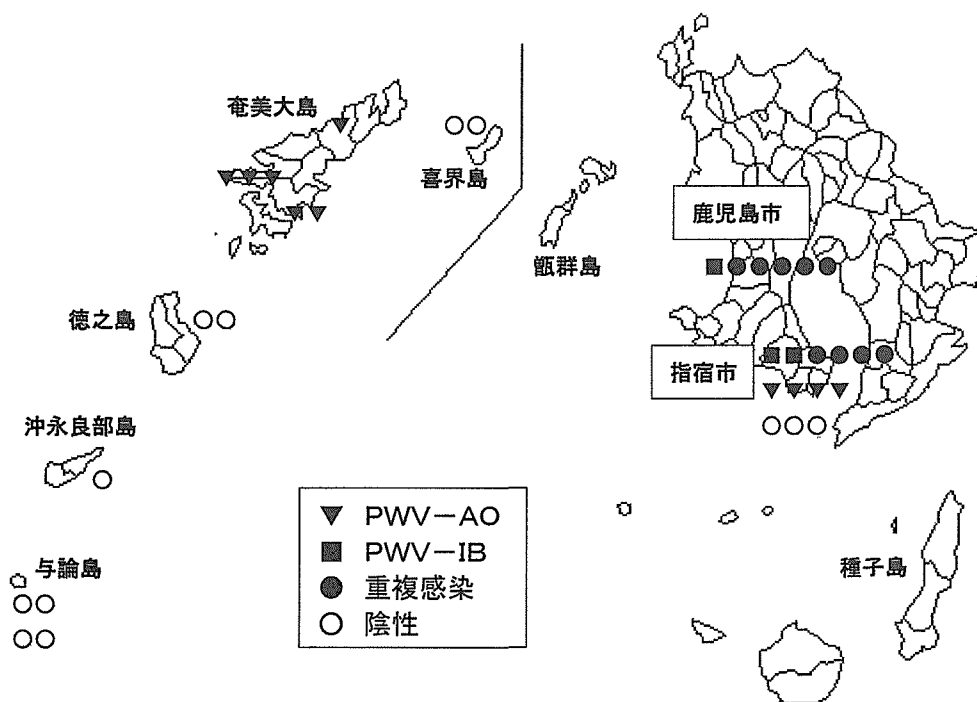 奄美大島
喜界島
甑群島
鹿児島市
徳之島
指宿市
沖永良部島
与論島
種子島
PWV－AO
PWV－IB
重複感染
陰性